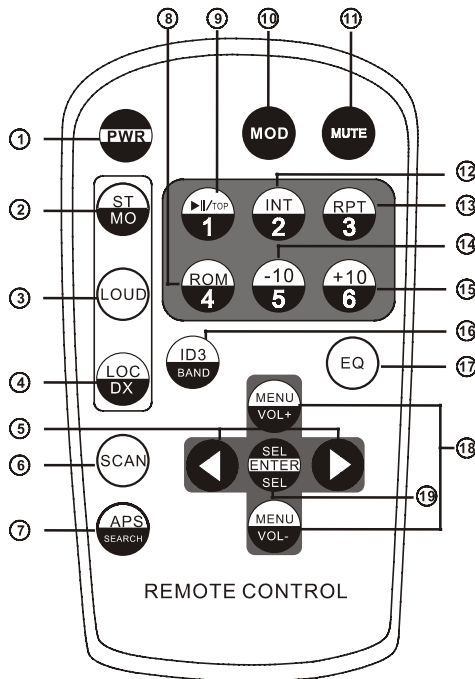 ⑧ ⑨ ⑩ ⑪
① PWR
MOD
MUTE
⑫
② ST
MO
▶II/TOP
1
INT
2
RPT
3
⑬
⑭
③ LOUD
ROM
4
-10
5
+10
6
⑮
⑯
④ LOC
DX
ID3
BAND
EQ
⑰
MENU
VOL+
⑤
⑥ SCAN
SEL
ENTER
SEL
⑱
⑲
⑦ APS
SEARCH
MENU
VOL-
REMOTE CONTROL